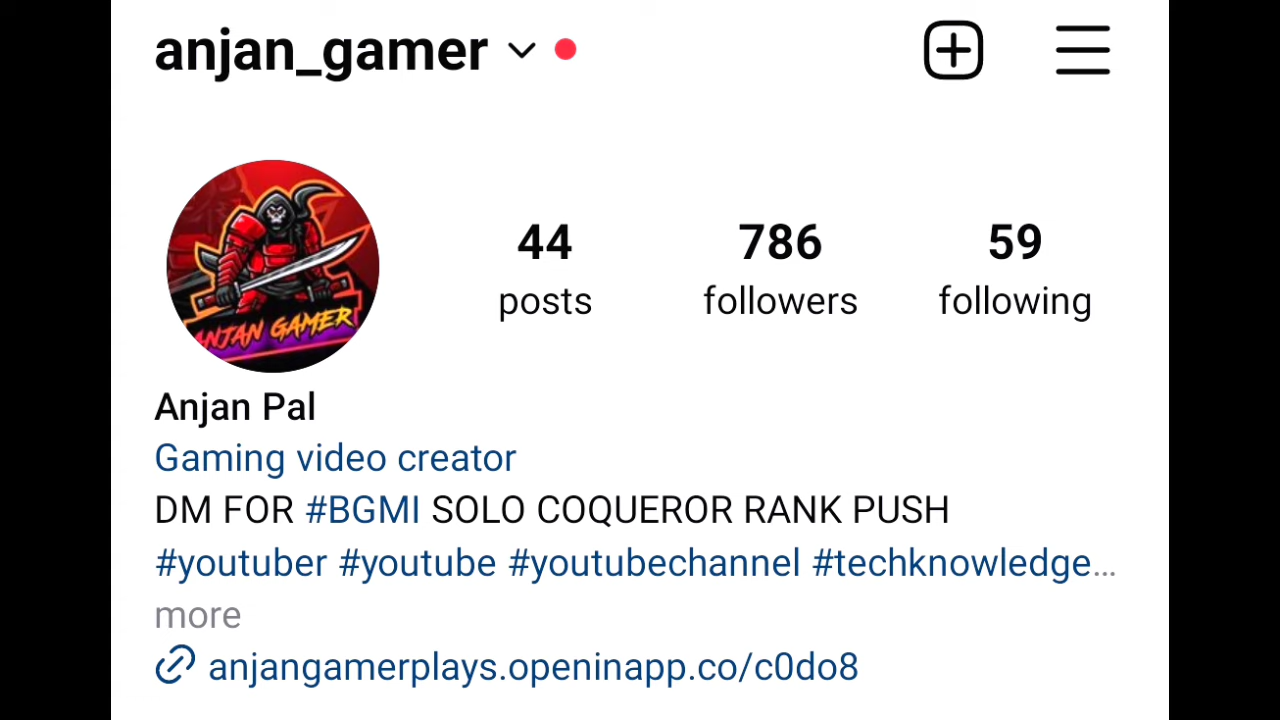 anjan_gamer
44 786 59
posts followers following
ANJAN GAMER
Anjan Pal
Gaming video creator
DM FOR #BGMI SOLO COQUEROR RANK PUSH
#youtuber #youtube #youtubechannel #techknowledge...
more
anjangamerplays.openinapp.co/c0do8